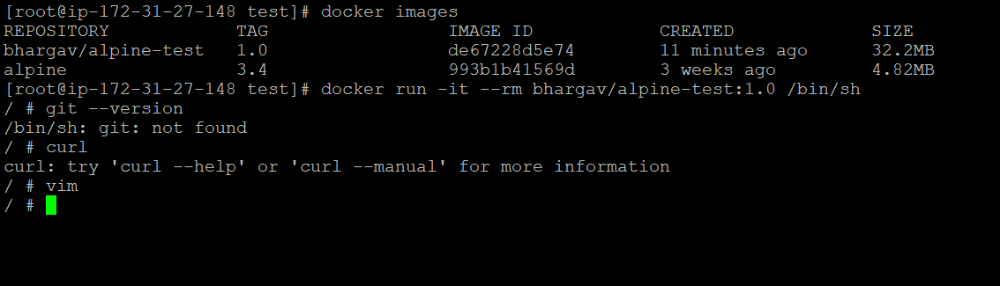 [root@ip-172-31-27-148 test]# docker images
REPOSITORY TAG IMAGE ID CREATED SIZE
bhargav/alpine-test 1.0 de67228d5e74 11 minutes ago 32.2MB
alpine 3.4 993b1b41569d 3 weeks ago 4.82MB
[root@ip-172-31-27-148 test]# docker run -it --rm bhargav/alpine-test:1.0 /bin/sh
/ # git --version
/bin/sh: git: not found
/ # curl
curl: try 'curl --help' or 'curl --manual' for more information
/ # vim
/ #